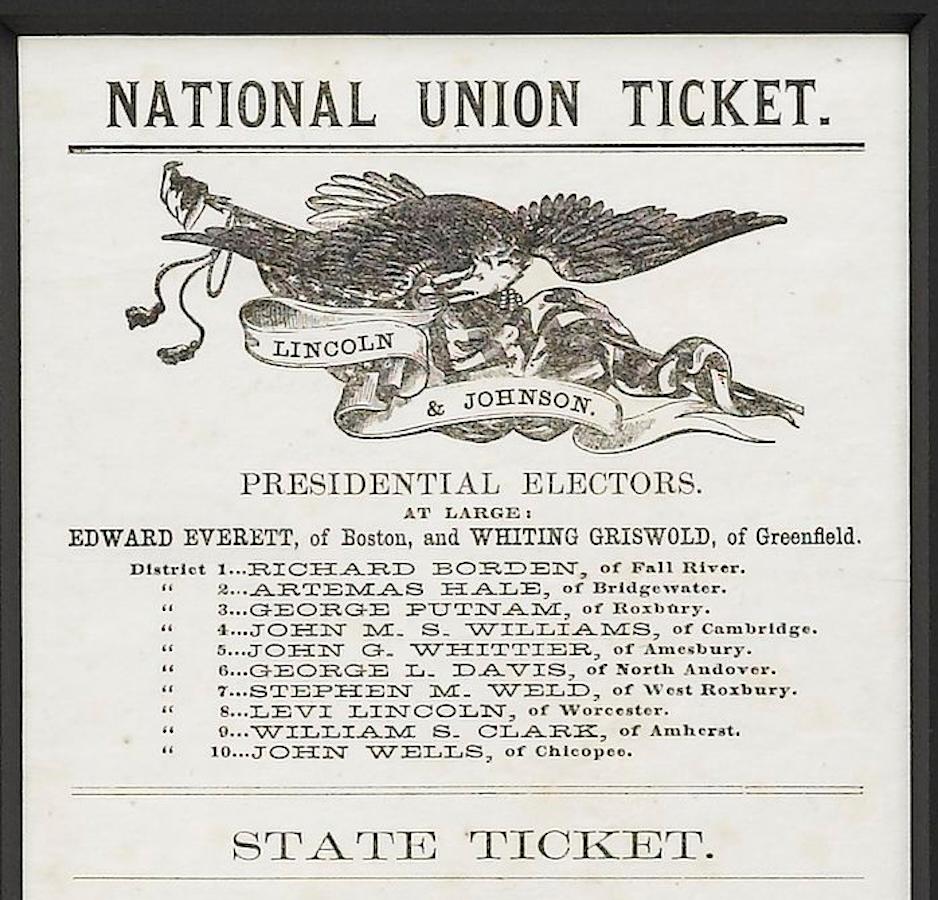 NATIONAL UNION TICKET.
LINCOLN
& JOHNSON.
PRESIDENTIAL ELECTORS.
AT LARGE:
EDWARD EVERETT, of Boston, and WHITING GRISWOLD, of Greenfield.
District 1...RICHARD BORDEN, of Fall River.
“ 2...ARTEMAS HALE, of Bridgewater.
“ 3...GEORGE PUTNAM, of Roxbury.
“ 4...JOHN M. S. WILLIAMS, of Cambridge.
“ 5...JOHN G. WHITTIER, of Amesbury.
“ 6...GEORGE L. DAVIS, of North Andover.
“ 7...STEPHEN M. WELD, of West Roxbury.
“ 8...LEVI LINCOLN, of Worcester.
“ 9...WILLIAM S. CLARK, of Amherst.
“ 10...JOHN WELLS, of Chicopee.
STATE TICKET.